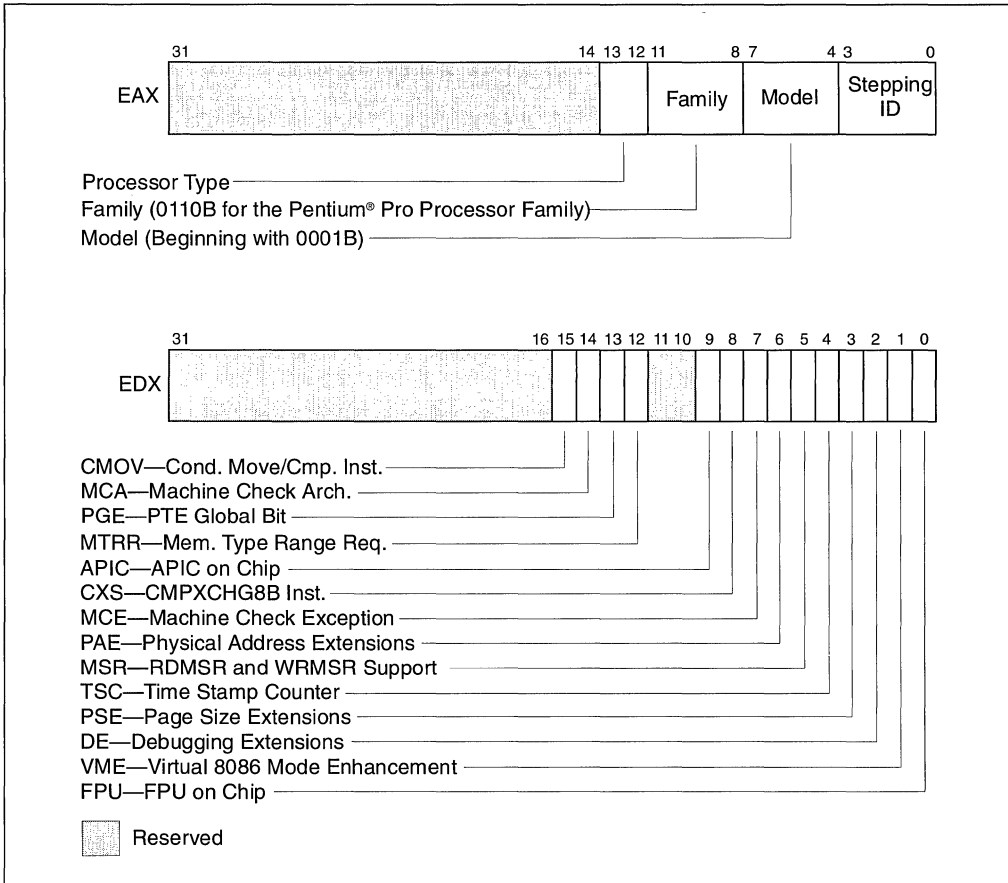 31 14 13 12 11 8 7 4 3 0
EAX Family Model Stepping ID
Processor Type
Family (0110B for the Pentium® Pro Processor Family)
Model (Beginning with 0001B)
31 16 15 14 13 12 11 10 9 8 7 6 5 4 3 2 1 0
EDX
CMOV—Cond. Move/Cmp. Inst.
MCA—Machine Check Arch.
PGE—PTE Global Bit
MTRR—Mem. Type Range Req.
APIC—APIC on Chip
CXS—CMPXCHG8B Inst.
MCE—Machine Check Exception
PAE—Physical Address Extensions
MSR—RDMSR and WRMSR Support
TSC—Time Stamp Counter
PSE—Page Size Extensions
DE—Debugging Extensions
VME—Virtual 8086 Mode Enhancement
FPU—FPU on Chip
Reserved